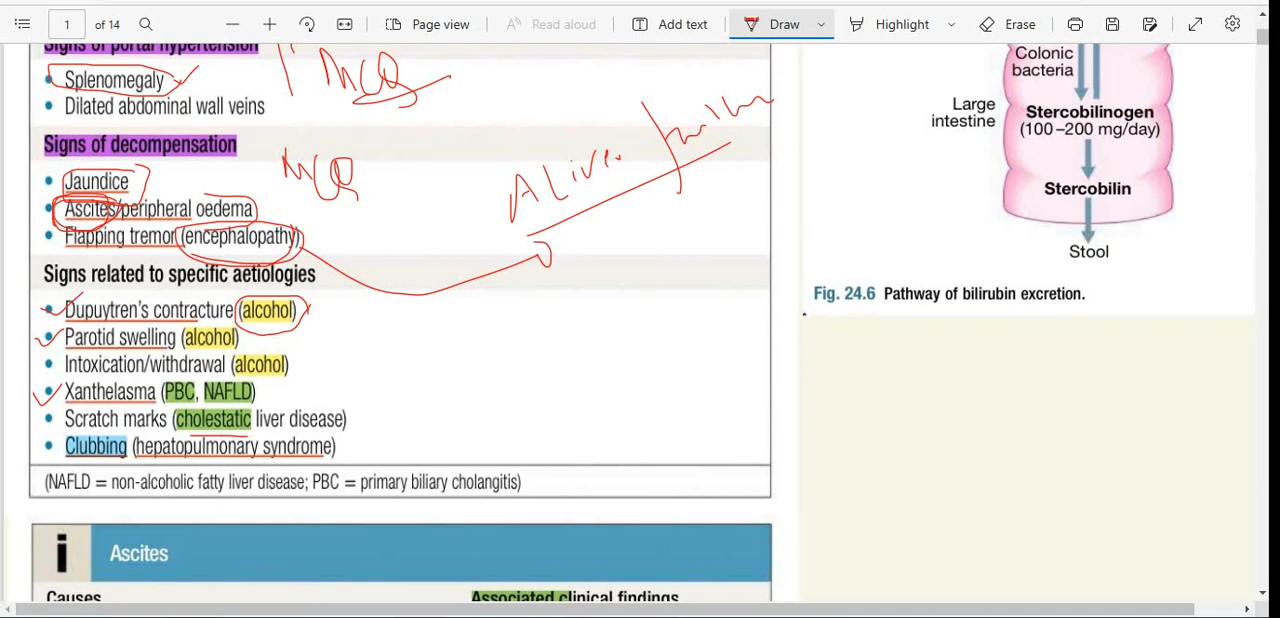 1 of 14
Page view
Read aloud
Add text
Draw
Highlight
Erase
Signs of portal hypertension
Splenomegaly
Dilated abdominal wall veins
MCQ
Signs of decompensation
Jaundice
Ascites/peripheral oedema
Flapping tremor (encephalopathy)
MCQ
ALive.
Signs related to specific aetiologies
Dupuytren's contracture (alcohol)
Parotid swelling (alcohol)
Intoxication/withdrawal (alcohol)
Xanthelasma (PBC, NAFLD)
Scratch marks (cholestatic liver disease)
Clubbing (hepatopulmonary syndrome)
(NAFLD = non-alcoholic fatty liver disease; PBC = primary biliary cholangitis)
i Ascites
Causes Associated clinical findings
Colonic
bacteria
Large
intestine
Stercobilinogen
(100–200 mg/day)
Stercobilin
Stool
Fig. 24.6 Pathway of bilirubin excretion.